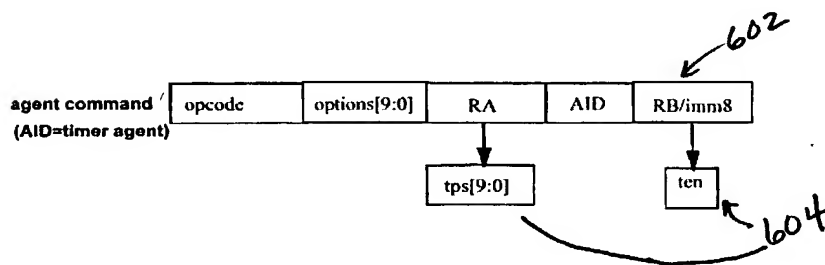 602
agent command opcode options[9:0] RA AID RB/imm8
(AID=timer agent)
tps[9:0] ten
604